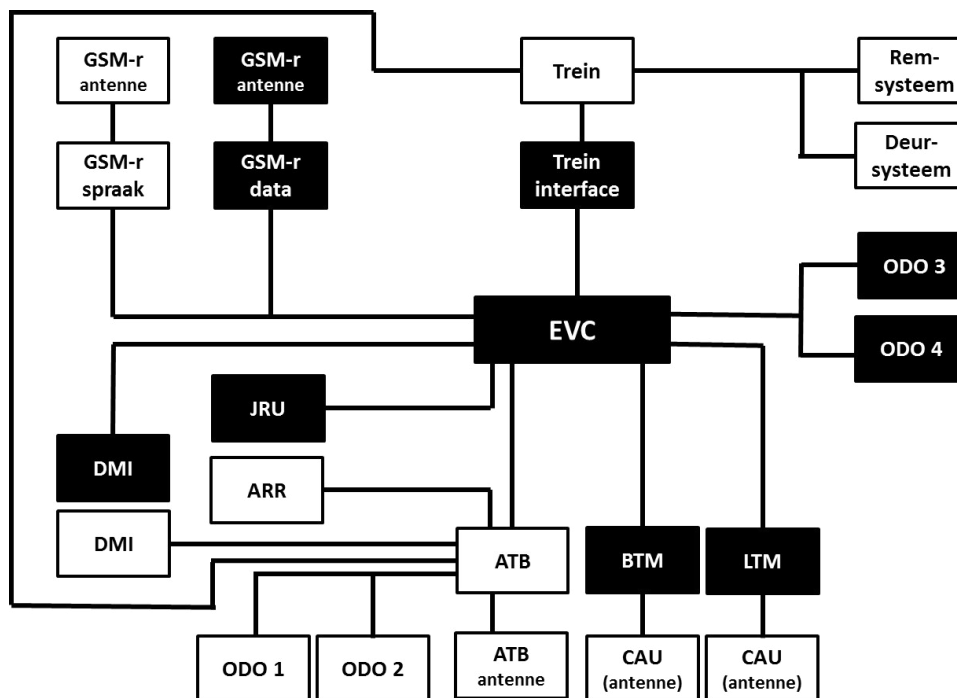 GSM-r
antenne
GSM-r
antenne
Trein
Rem-
systeem
GSM-r
spraak
GSM-r
data
Trein
interface
Deur-
systeem
ODO 3
EVC
ODO 4
JRU
DMI
ARR
DMI
ATB
BTM
LTM
ODO 1
ODO 2
ATB
antenne
CAU
(antenne)
CAU
(antenne)